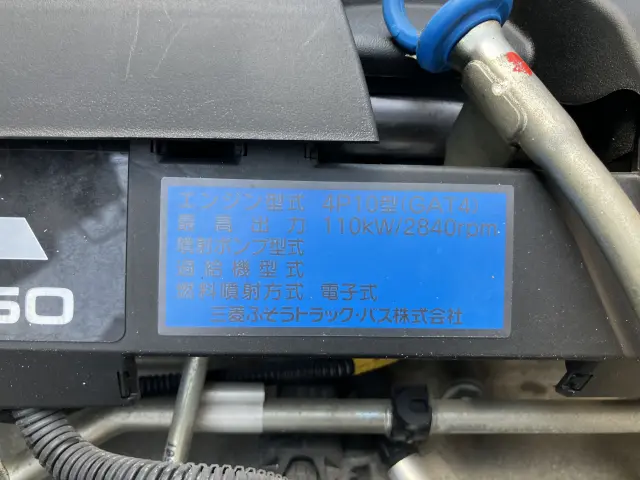 エンジン型式 4P10型(GAT4)
最高出力 110kW/2840rpm
噴射ポンプ型式
過給機型式
燃料噴射方式 電子式
三菱ふそうトラック・バス株式会社
50